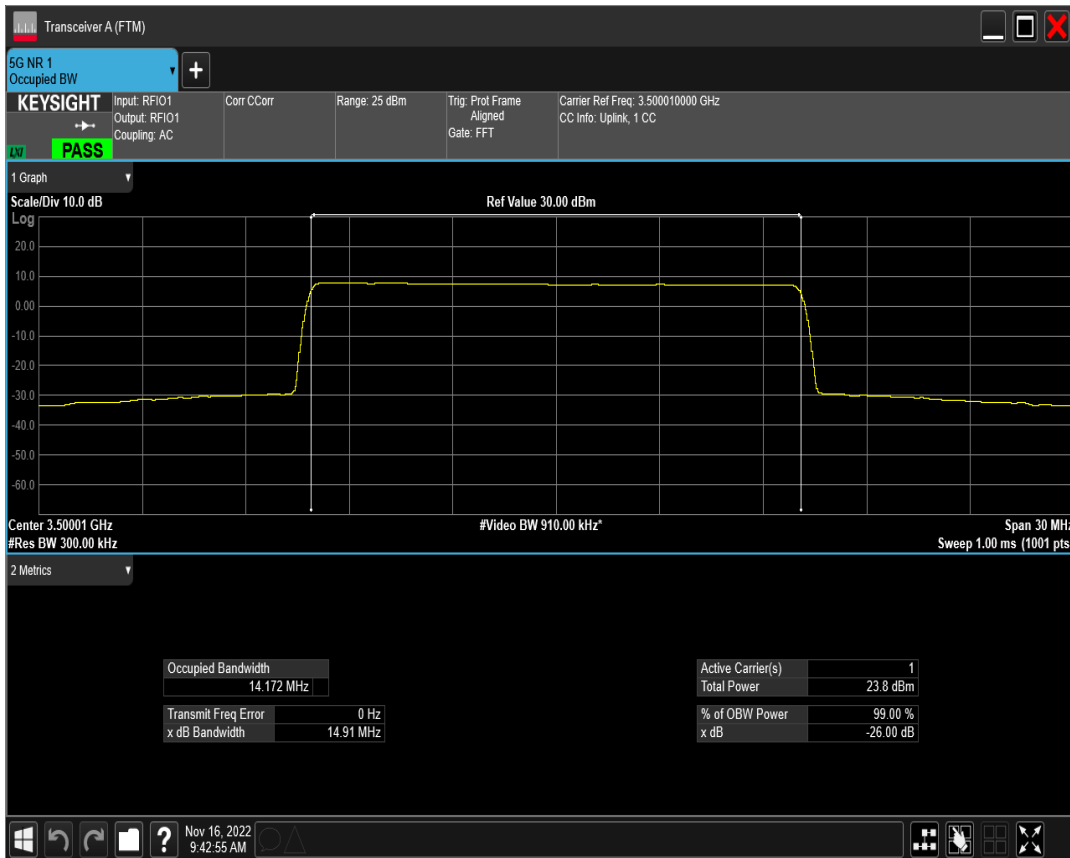 Transceiver A (FTM)
5G NR 1
Occupied BW
+
KEYSIGHT
LXI
PASS
Input: RFIO1
Output: RFIO1
Coupling: AC
Corr CCorr
Range: 25 dBm
Trig: Prot Frame
Aligned
Gate: FFT
Carrier Ref Freq: 3.500010000 GHz
CC Info: Uplink, 1 CC
1 Graph
Scale/Div 10.0 dB
Ref Value 30.00 dBm
Log
20.0
10.0
0.00
-10.0
-20.0
-30.0
-40.0
-50.0
-60.0
Center 3.50001 GHz
#Video BW 910.00 kHz*
Span 30 MHz
#Res BW 300.00 kHz
Sweep 1.00 ms (1001 pts
2 Metrics
Occupied Bandwidth
14.172 MHz
Transmit Freq Error 0 Hz
x dB Bandwidth 14.91 MHz
Active Carrier(s) 1
Total Power 23.8 dBm
% of OBW Power 99.00 %
x dB -26.00 dB
?
Nov 16, 2022
9:42:55 AM